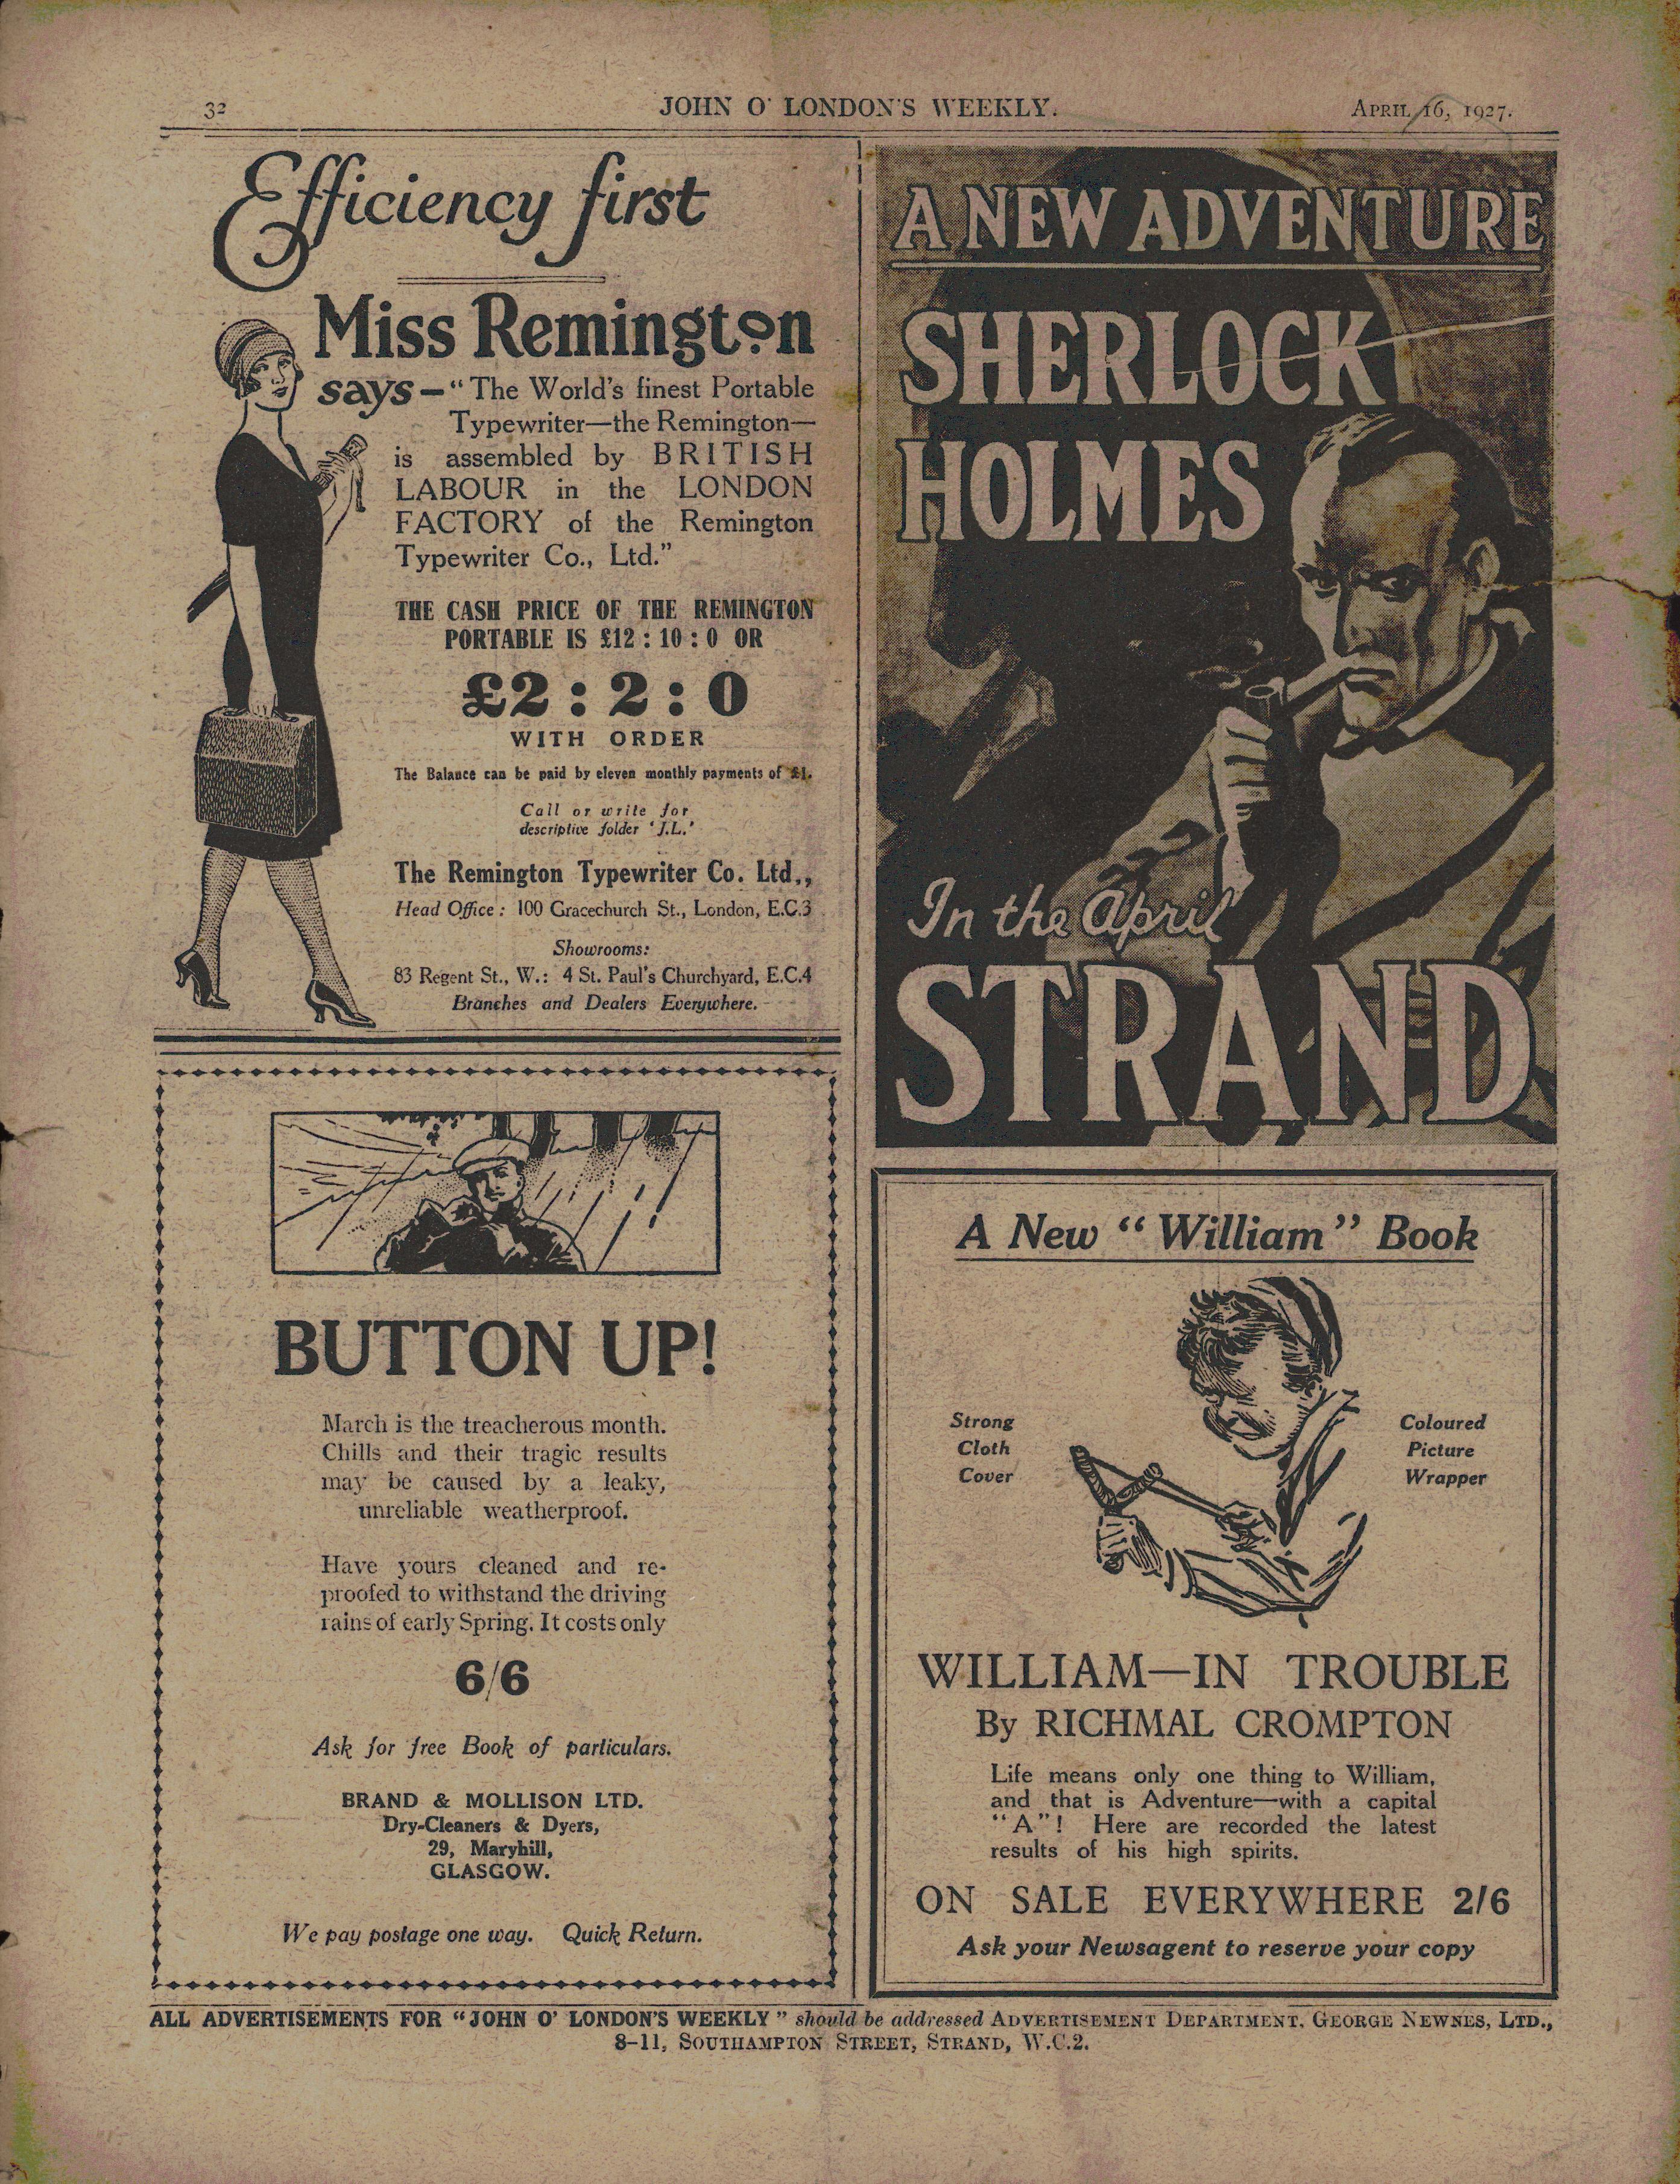 32
JOHN O' LONDON'S WEEKLY.
APRIL 16, 1927.
Efficiency first
Miss Remington
says—"The World's finest Portable
Typewriter—the Remington—
is assembled by BRITISH
LABOUR in the LONDON
FACTORY of the Remington
Typewriter Co., Ltd."
THE CASH PRICE OF THE REMINGTON
PORTABLE IS £12 : 10 : 0 OR
£2 : 2 : 0
WITH ORDER
The Balance can be paid by eleven monthly payments of £1.
Call or write for
descriptive folder 'J.L.'
The Remington Typewriter Co. Ltd.,
Head Office : 100 Gracechurch St., London, E.C.3
Showrooms:
83 Regent St., W.: 4 St. Paul's Churchyard, E.C.4
Branches and Dealers Everywhere.
BUTTON UP!
March is the treacherous month.
Chills and their tragic results
may be caused by a leaky,
unreliable weatherproof.
Have yours cleaned and re-
proofed to withstand the driving
rains of early Spring. It costs only
6/6
Ask for free Book of particulars.
BRAND & MOLLISON LTD.
Dry-Cleaners & Dyers,
29, Maryhill,
GLASGOW.
We pay postage one way. Quick Return.
A NEW ADVENTURE
SHERLOCK
HOLMES
In the April
STRAND
A New "William" Book
Strong
Cloth
Cover
Coloured
Picture
Wrapper
WILLIAM—IN TROUBLE
By RICHMAL CROMPTON
Life means only one thing to William,
and that is Adventure—with a capital
"A"! Here are recorded the latest
results of his high spirits.
ON SALE EVERYWHERE 2/6
Ask your Newsagent to reserve your copy
ALL ADVERTISEMENTS FOR "JOHN O' LONDON'S WEEKLY" should be addressed ADVERTISEMENT DEPARTMENT, GEORGE NEWNES, LTD.,
8-11, SOUTHAMPTON STREET, STRAND, W.C.2.